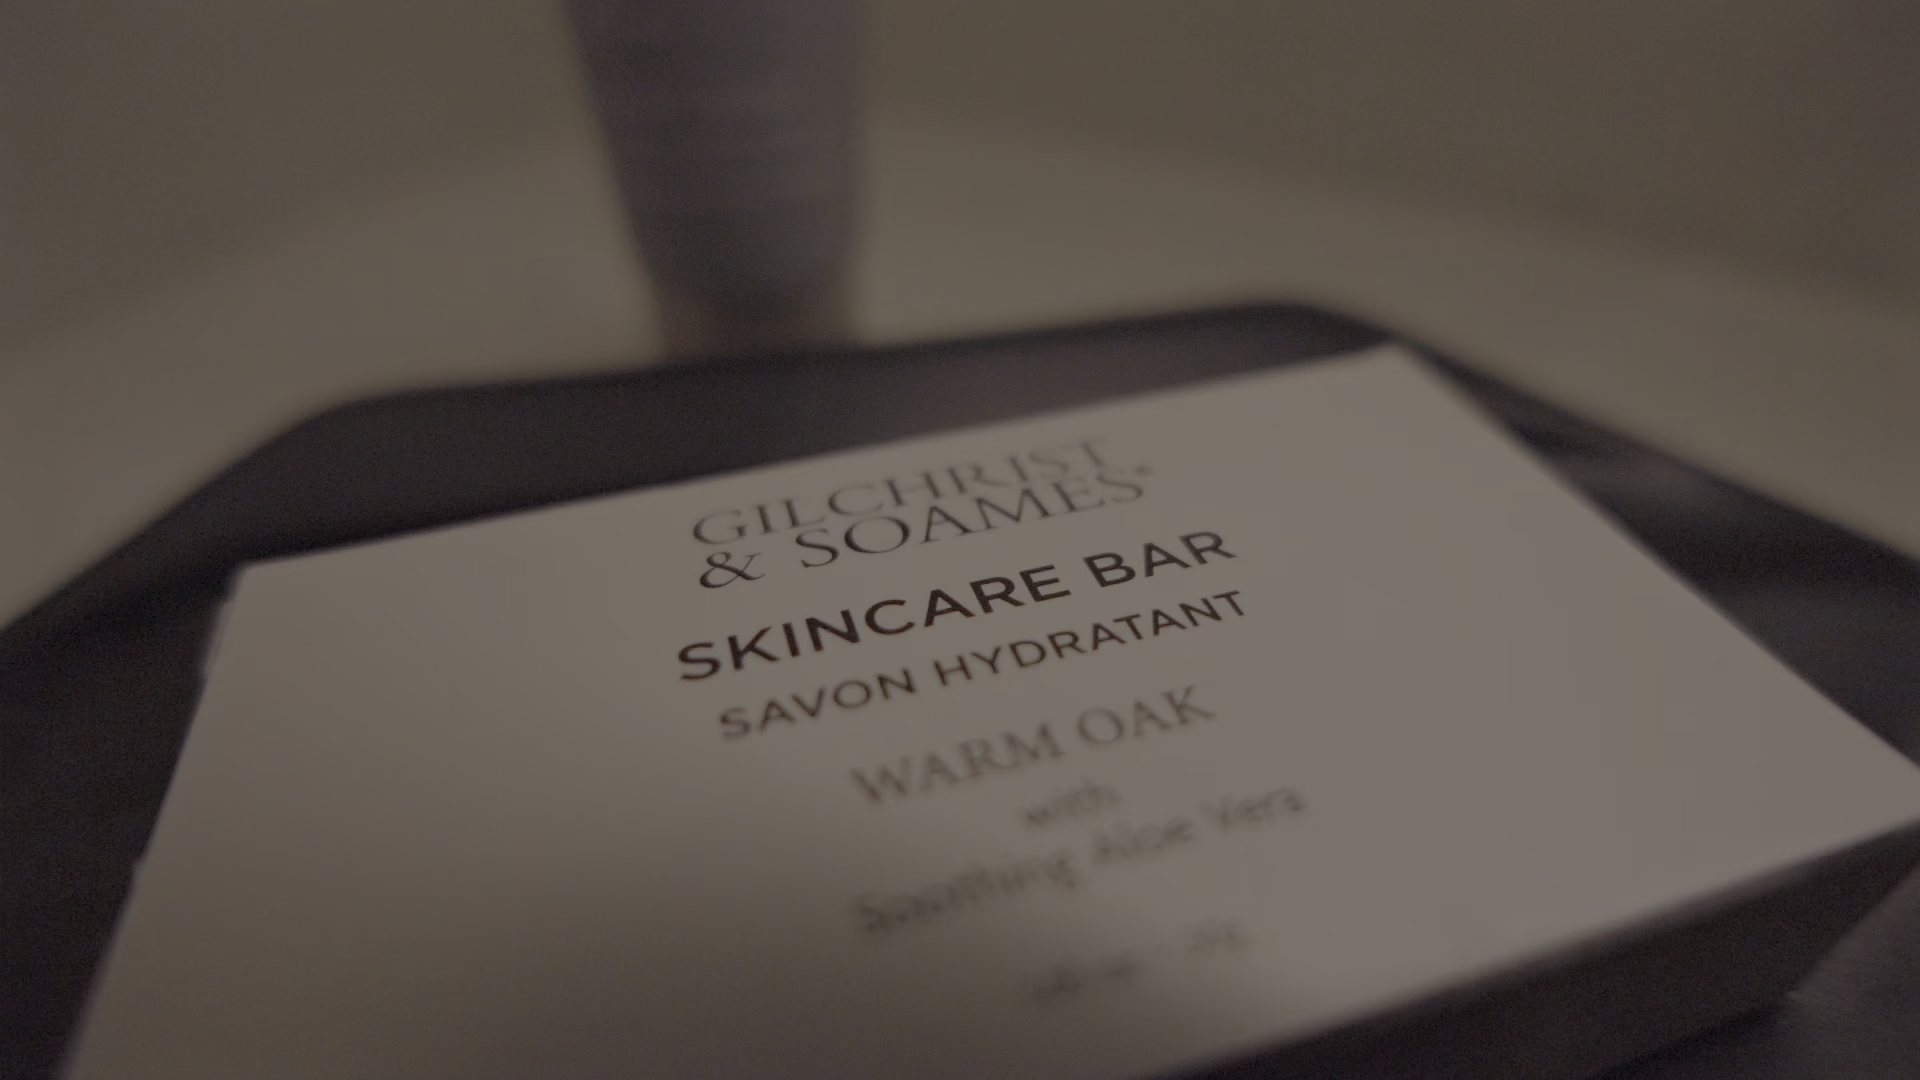 GILCHRIST
& SOAMES®
SKINCARE BAR
SAVON HYDRATANT
WARM OAK
with
Soothing Aloe Vera